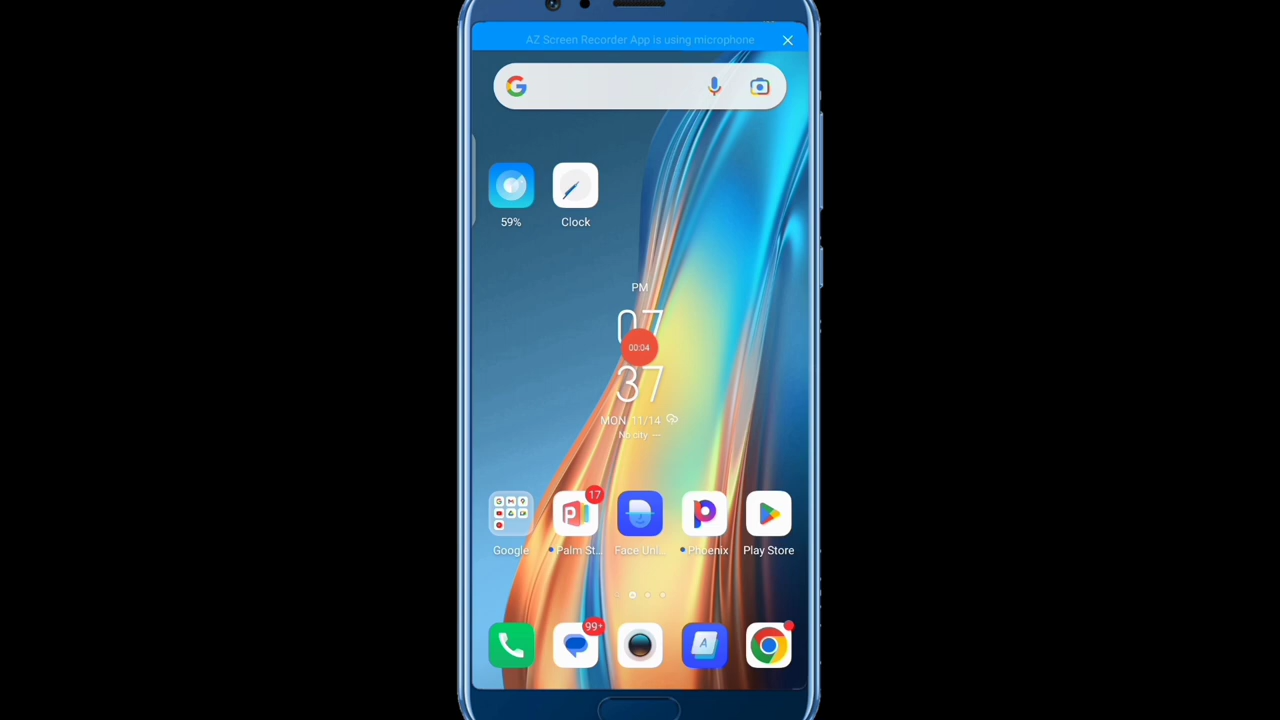 AZ Screen Recorder App is using microphone
59%
Clock
PM
07
00:04
37
MON, 11/14
No city --
17
Google
Palm St...
Face Unl...
Phoenix
Play Store
99+
A